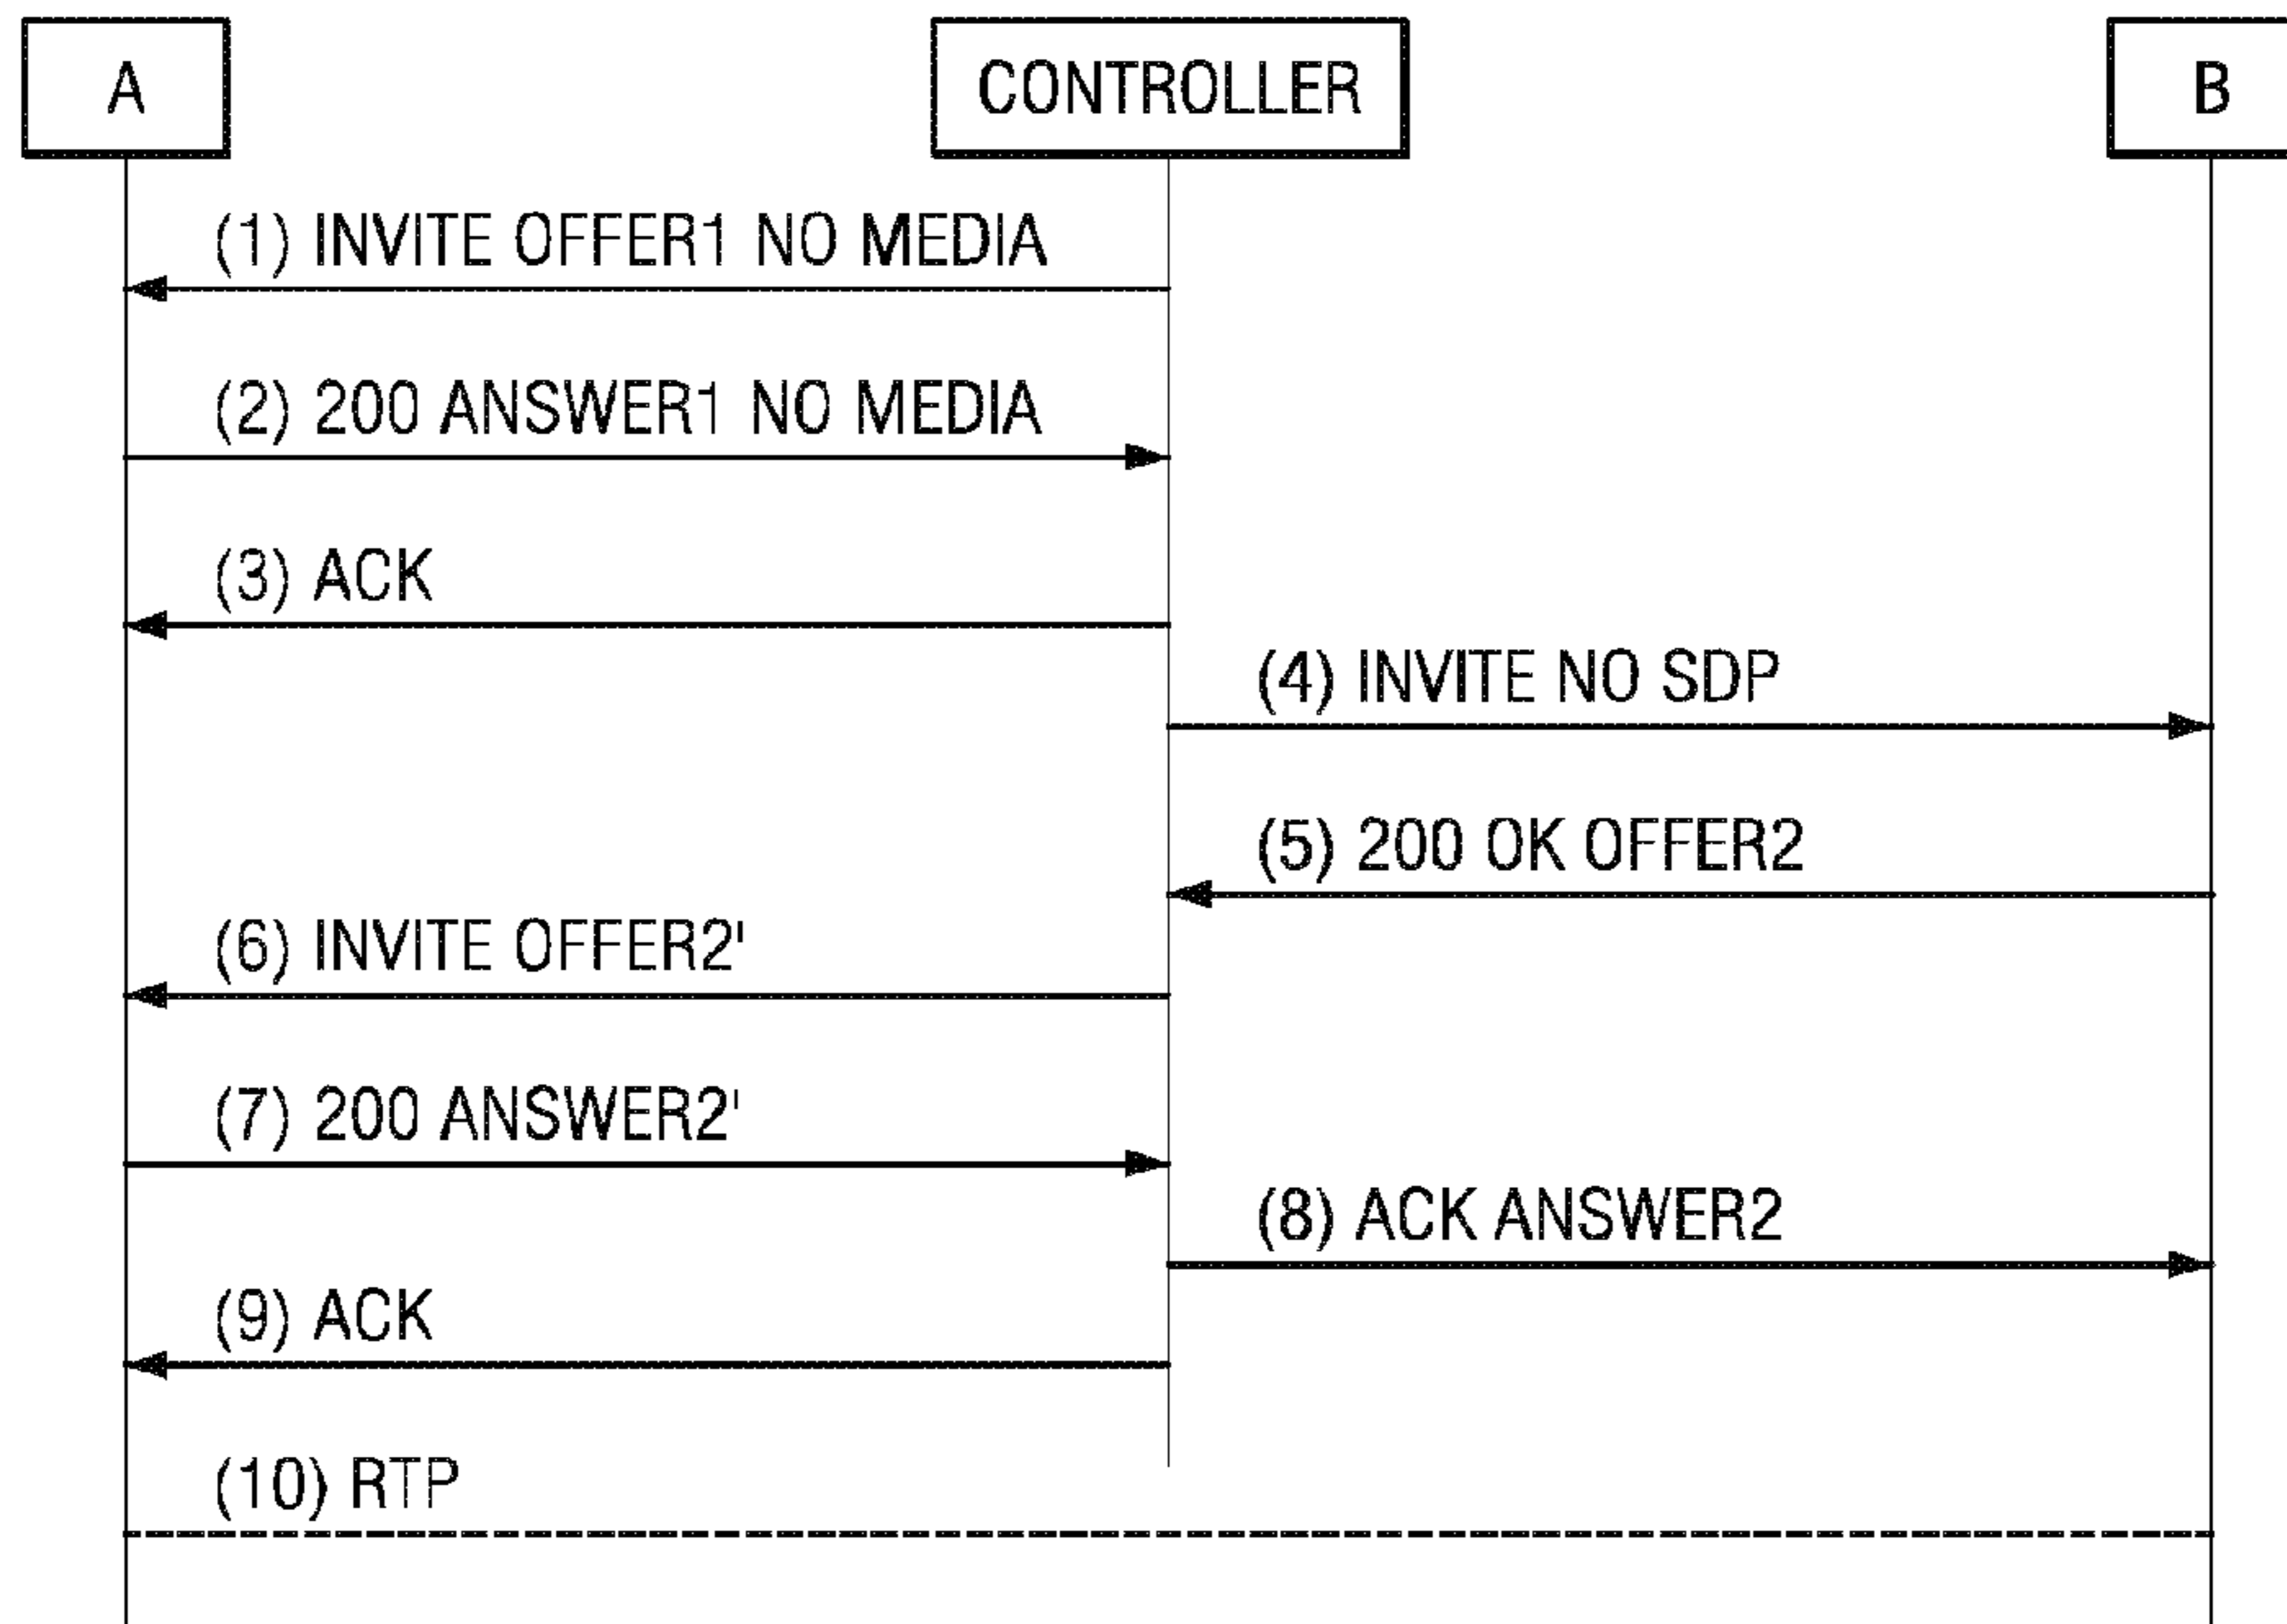 A
CONTROLLER
B
(1) INVITE OFFER1 NO MEDIA
(2) 200 ANSWER1 NO MEDIA
(3) ACK
(4) INVITE NO SDP
(5) 200 OK OFFER2
(6) INVITE OFFER2'
(7) 200 ANSWER2'
(8) ACK ANSWER2
(9) ACK
(10) RTP